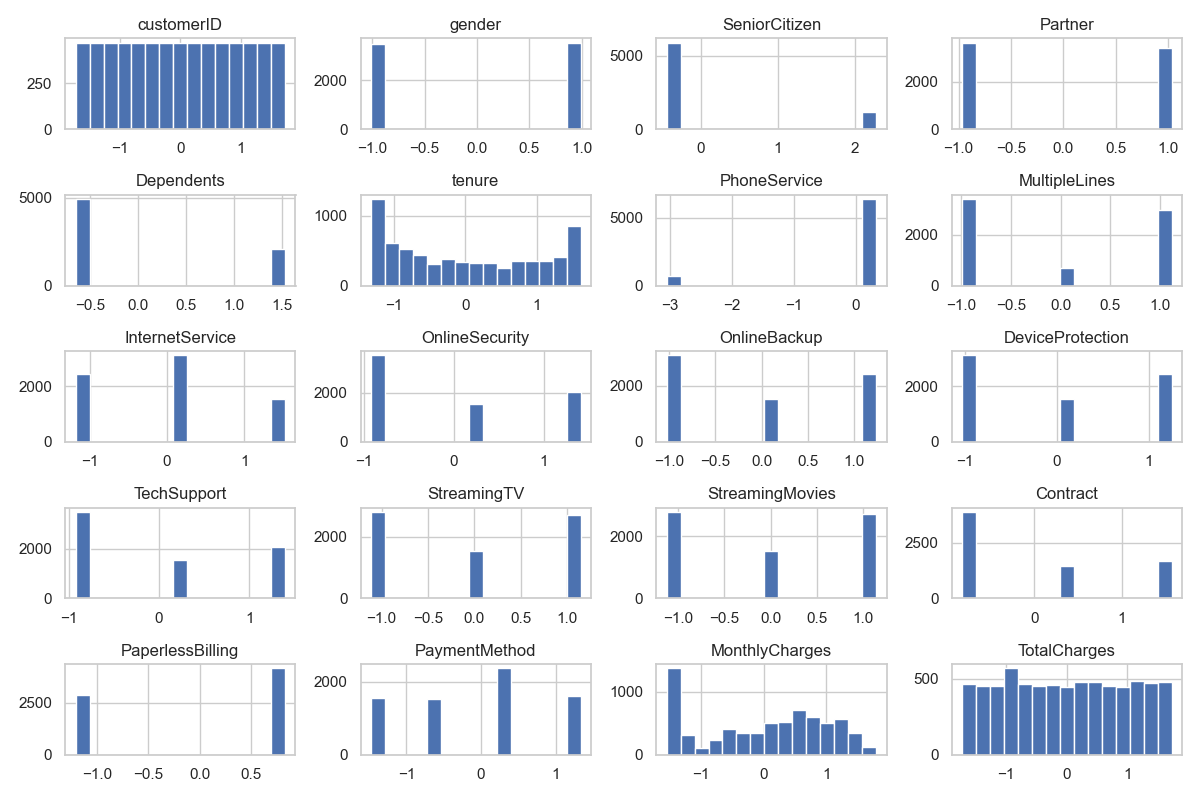 customerID gender SeniorCitizen Partner
250 2000 5000 2000
0 0 0 0
−1 0 1 −1.0 −0.5 0.0 0.5 1.0 0 1 2 −1.0 −0.5 0.0 0.5 1.0
Dependents tenure PhoneService MultipleLines
5000 1000 5000 2000
0 0 0 0
−0.5 0.0 0.5 1.0 1.5 −1 0 1 −3 −2 −1 0 −1.0 −0.5 0.0 0.5 1.0
InternetService OnlineSecurity OnlineBackup DeviceProtection
2000 2000 2000 2000
0 0 0 0
−1 0 1 −1 0 1 −1.0 −0.5 0.0 0.5 1.0 −1 0 1
TechSupport StreamingTV StreamingMovies Contract
2000 2000 2000 2500
0 0 0 0
−1 0 1 −1.0 −0.5 0.0 0.5 1.0 −1.0 −0.5 0.0 0.5 1.0 0 1
PaperlessBilling PaymentMethod MonthlyCharges TotalCharges
2500 2000 1000 500
0 0 0 0
−1.0 −0.5 0.0 0.5 −1 0 1 −1 0 1 −1 0 1